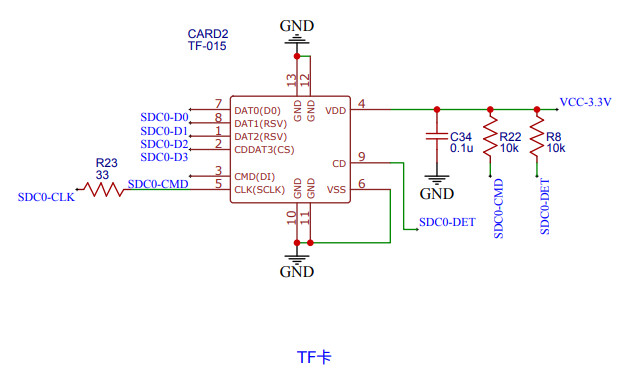 GND
CARD2
TF-015
13
12
GND
GND
7
DAT0(D0)
VDD
4
VCC-3.3V
SDC0-D0
8
DAT1(RSV)
SDC0-D1
1
DAT2(RSV)
SDC0-D2
2
CDDAT3(CS)
SDC0-D3
C34
0.1u
R22
10k
R8
10k
R23
33
3
CMD(DI)
CD
9
SDC0-CLK
SDC0-CMD
5
CLK(SCLK)
GND
GND
VSS
6
GND
10
11
SDC0-DET
SDC0-CMD
SDC0-DET
GND
TF卡